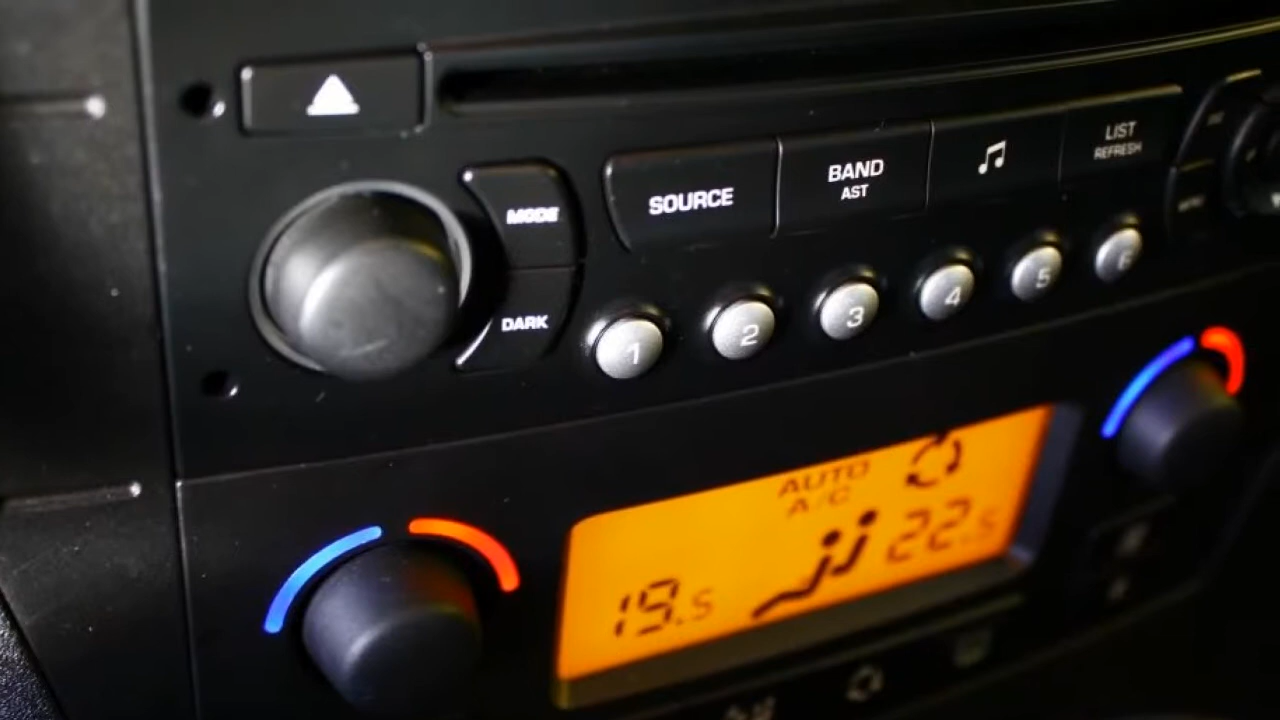 LIST
REFRESH
BAND
AST
SOURCE
MODE
DARK
1
2
3
4
5
6
AUTO
A/C
22.5
19.5